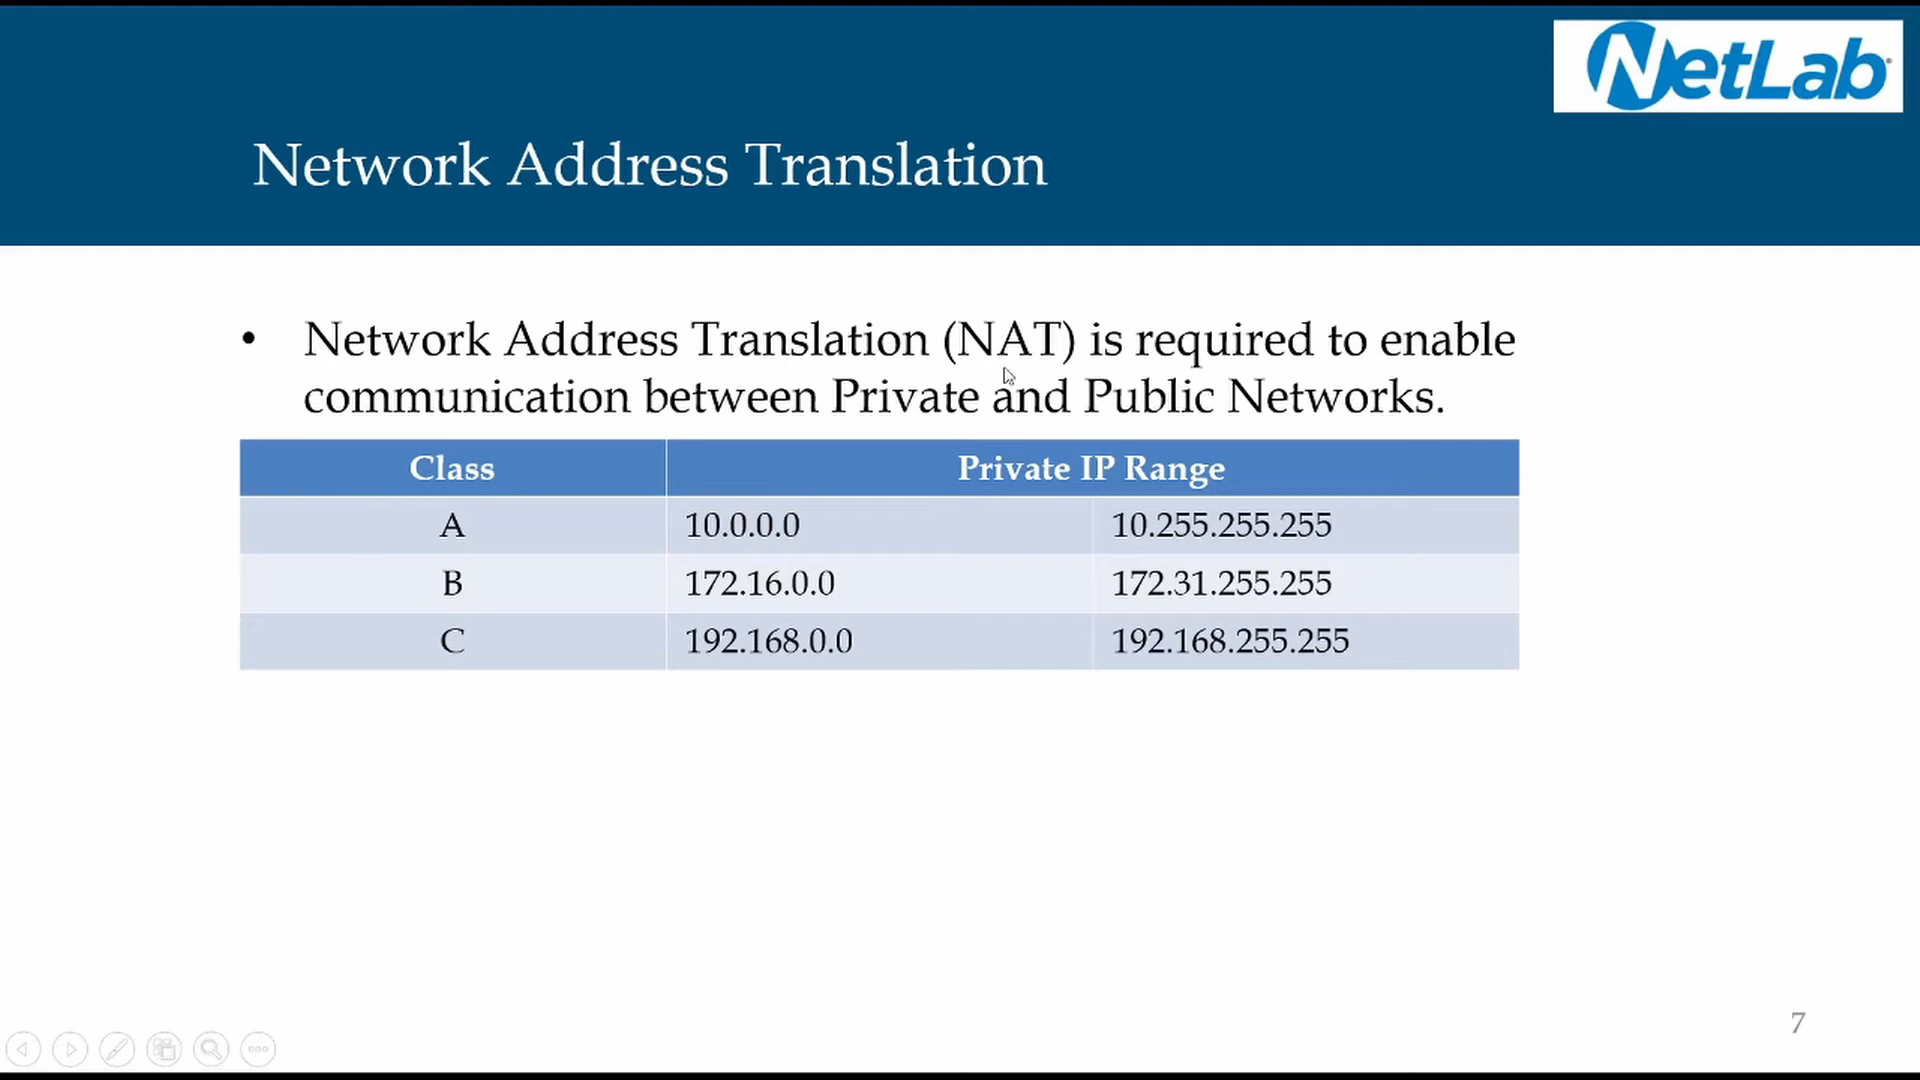 NetLab
Network Address Translation
• Network Address Translation (NAT) is required to enable
communication between Private and Public Networks.
Class Private IP Range
A 10.0.0.0 10.255.255.255
B 172.16.0.0 172.31.255.255
C 192.168.0.0 192.168.255.255
7